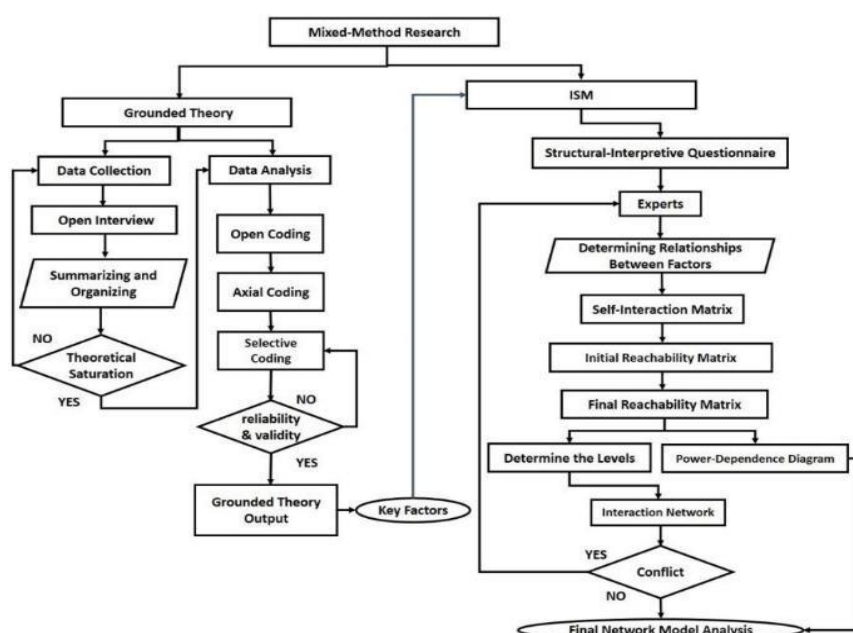 Mixed-Method Research
Grounded Theory
ISM
Data Collection
Data Analysis
Structural-Interpretive Questionnaire
Open Interview
Open Coding
Experts
Summarizing and
Organizing
Axial Coding
Determining Relationships
Between Factors
Self-Interaction Matrix
NO
Theoretical
Saturation
YES
Selective
Coding
Initial Reachability Matrix
NO
reliability
& validity
YES
Final Reachability Matrix
Determine the Levels
Power-Dependence Diagram
Grounded Theory
Output
Key Factors
Interaction Network
YES
Conflict
NO
Final Network Model Analysis